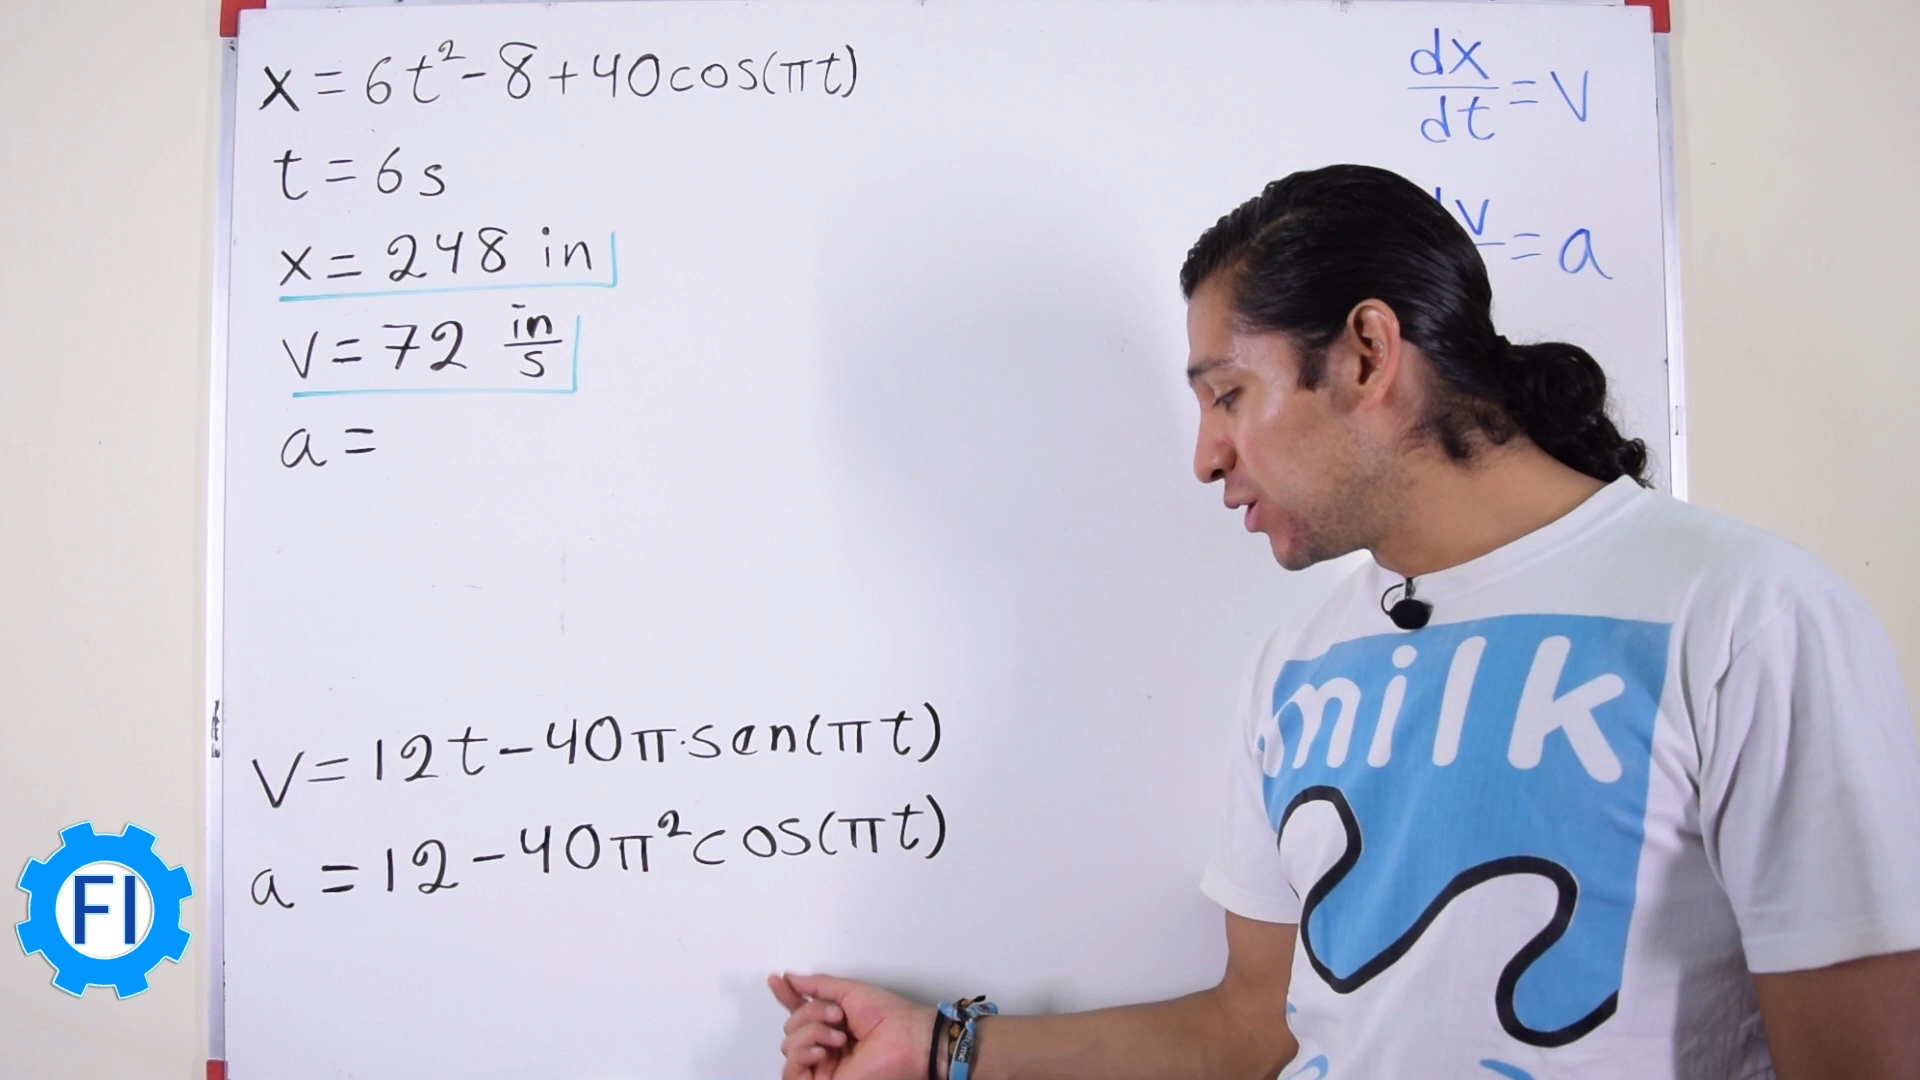 x = 6t² - 8 + 40cos(πt)
t = 6s
x = 248 in
v = 72 in/s
a =
dx/dt = v
v = a
v = 12t - 40π·sen(πt)
a = 12 - 40π²cos(πt)
FI
milk